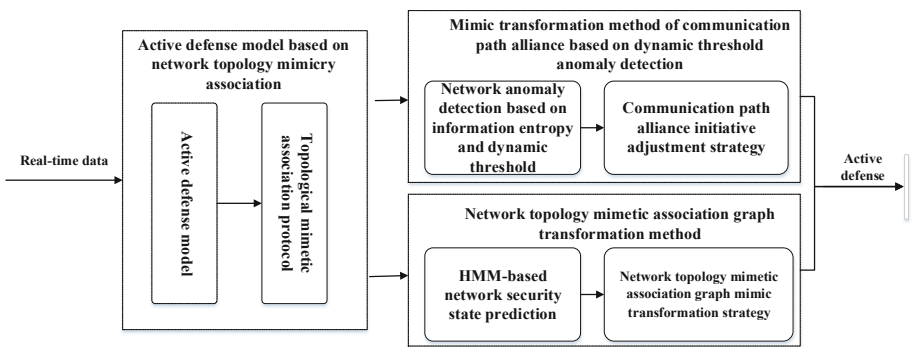 Real-time data
Active defense model based on
network topology mimicry
association
Active defense model
Topological mimetic
association protocol
Mimic transformation method of communication
path alliance based on dynamic threshold
anomaly detection
Network anomaly
detection based on
information entropy
and dynamic
threshold
Communication path
alliance initiative
adjustment strategy
Network topology mimetic association graph
transformation method
HMM-based
network security
state prediction
Network topology mimetic
association graph mimic
transformation strategy
Active
defense